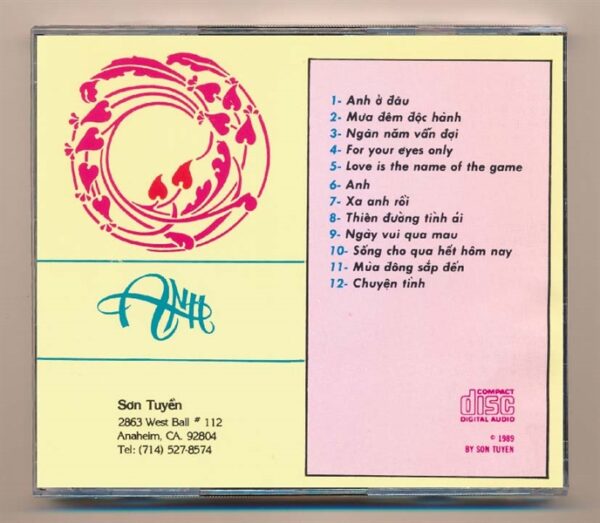 1- Anh ở đâu
2- Mưa đêm độc hành
3- Ngàn năm vẫn đợi
4- For your eyes only
5- Love is the name of the game
6- Anh
7- Xa anh rồi
8- Thiên đường tình ái
9- Ngày vui qua mau
10- Sống cho qua hết hôm nay
11- Mùa đông sắp đến
12- Chuyện tình
ANH
Sơn Tuyền
2863 West Ball # 112
Anaheim, CA. 92804
Tel: (714) 527-8574
COMPACT
disc
DIGITAL AUDIO
© 1989
BY SON TUYEN